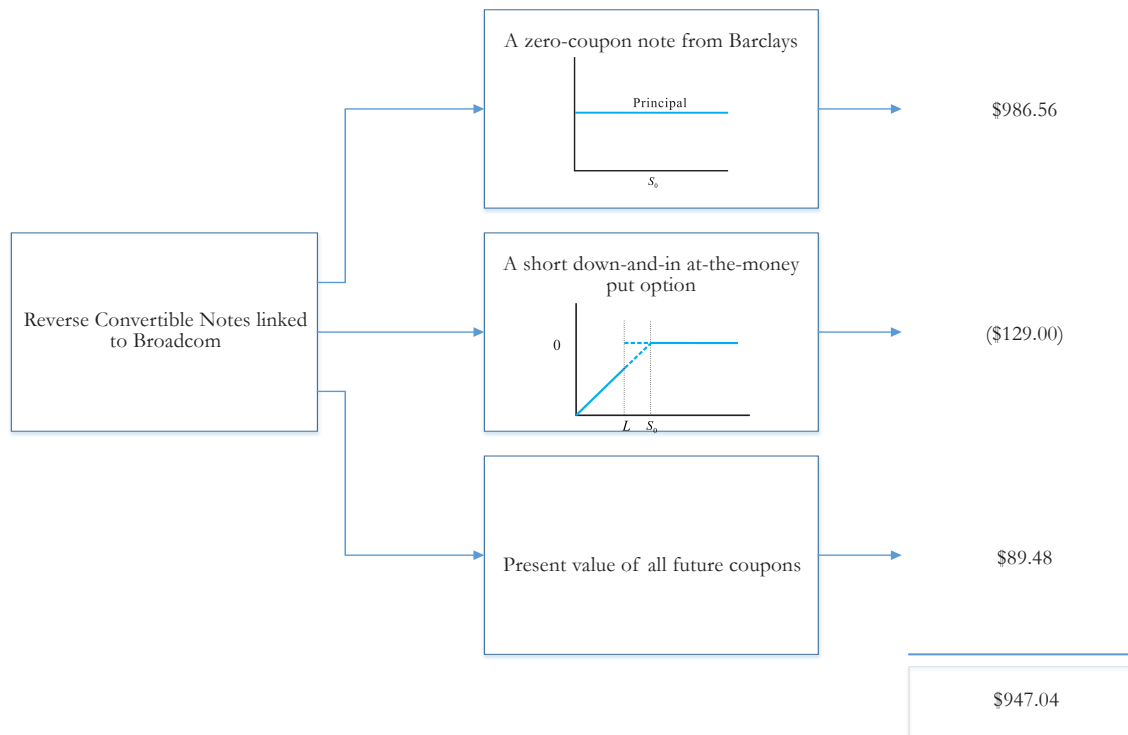 A zero-coupon note from Barclays
Principal
S₀
$986.56
Reverse Convertible Notes linked
to Broadcom
A short down-and-in at-the-money
put option
0
L S₀
($129.00)
Present value of all future coupons
$89.48
$947.04